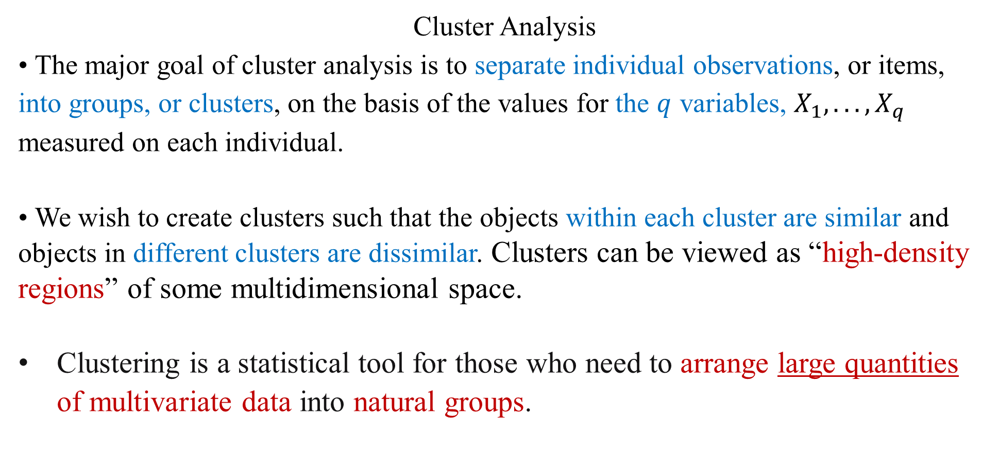 Cluster Analysis
• The major goal of cluster analysis is to separate individual observations, or items,
into groups, or clusters, on the basis of the values for the q variables, X₁,...,X_q
measured on each individual.
• We wish to create clusters such that the objects within each cluster are similar and
objects in different clusters are dissimilar. Clusters can be viewed as “high-density
regions” of some multidimensional space.
• Clustering is a statistical tool for those who need to arrange large quantities
of multivariate data into natural groups.